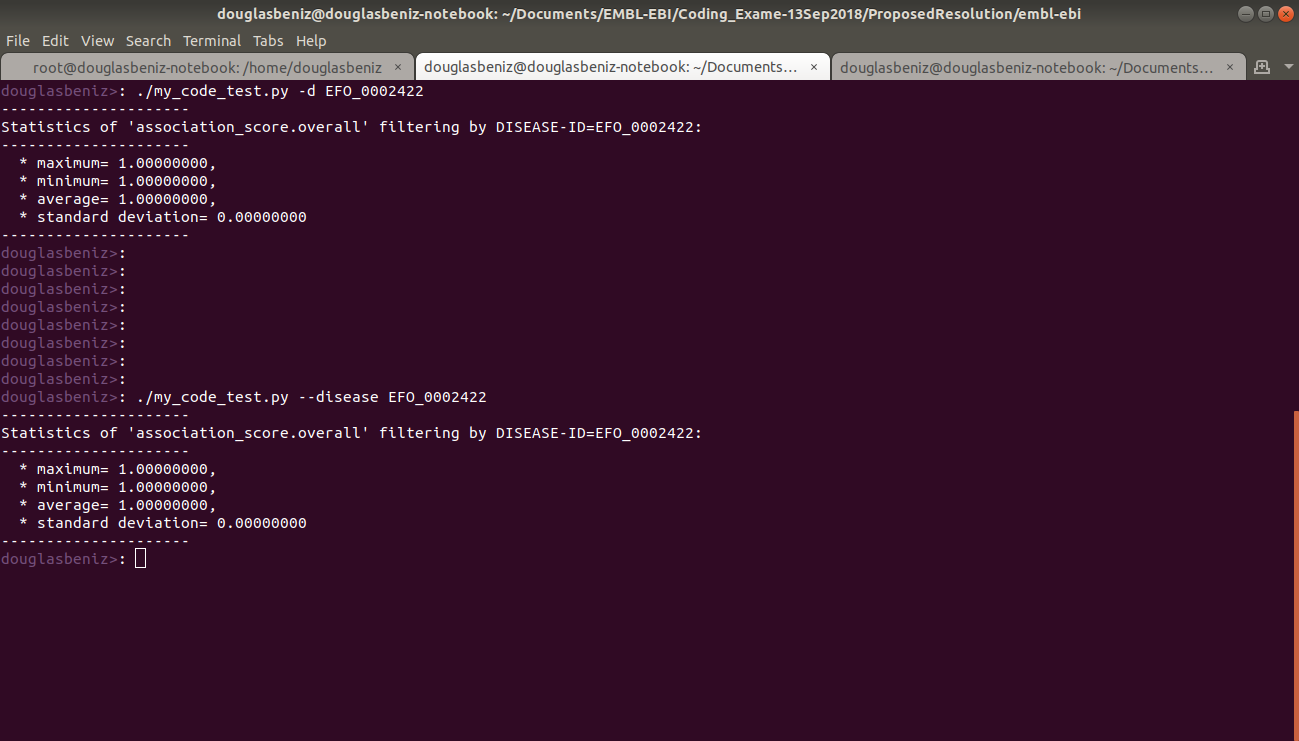 douglasbeniz@douglasbeniz-notebook: ~/Documents/EMBL-EBI/Coding_Exame-13Sep2018/ProposedResolution/embl-ebi
File Edit View Search Terminal Tabs Help
root@douglasbeniz-notebook: /home/douglasbeniz × douglasbeniz@douglasbeniz-notebook: ~/Documents... × douglasbeniz@douglasbeniz-notebook: ~/Documents... ×
douglasbeniz>: ./my_code_test.py -d EFO_0002422
---------------------
Statistics of 'association_score.overall' filtering by DISEASE-ID=EFO_0002422:
---------------------
* maximum= 1.00000000,
* minimum= 1.00000000,
* average= 1.00000000,
* standard deviation= 0.00000000
---------------------
douglasbeniz>:
douglasbeniz>:
douglasbeniz>:
douglasbeniz>:
douglasbeniz>:
douglasbeniz>:
douglasbeniz>:
douglasbeniz>:
douglasbeniz>: ./my_code_test.py --disease EFO_0002422
---------------------
Statistics of 'association_score.overall' filtering by DISEASE-ID=EFO_0002422:
---------------------
* maximum= 1.00000000,
* minimum= 1.00000000,
* average= 1.00000000,
* standard deviation= 0.00000000
---------------------
douglasbeniz>: